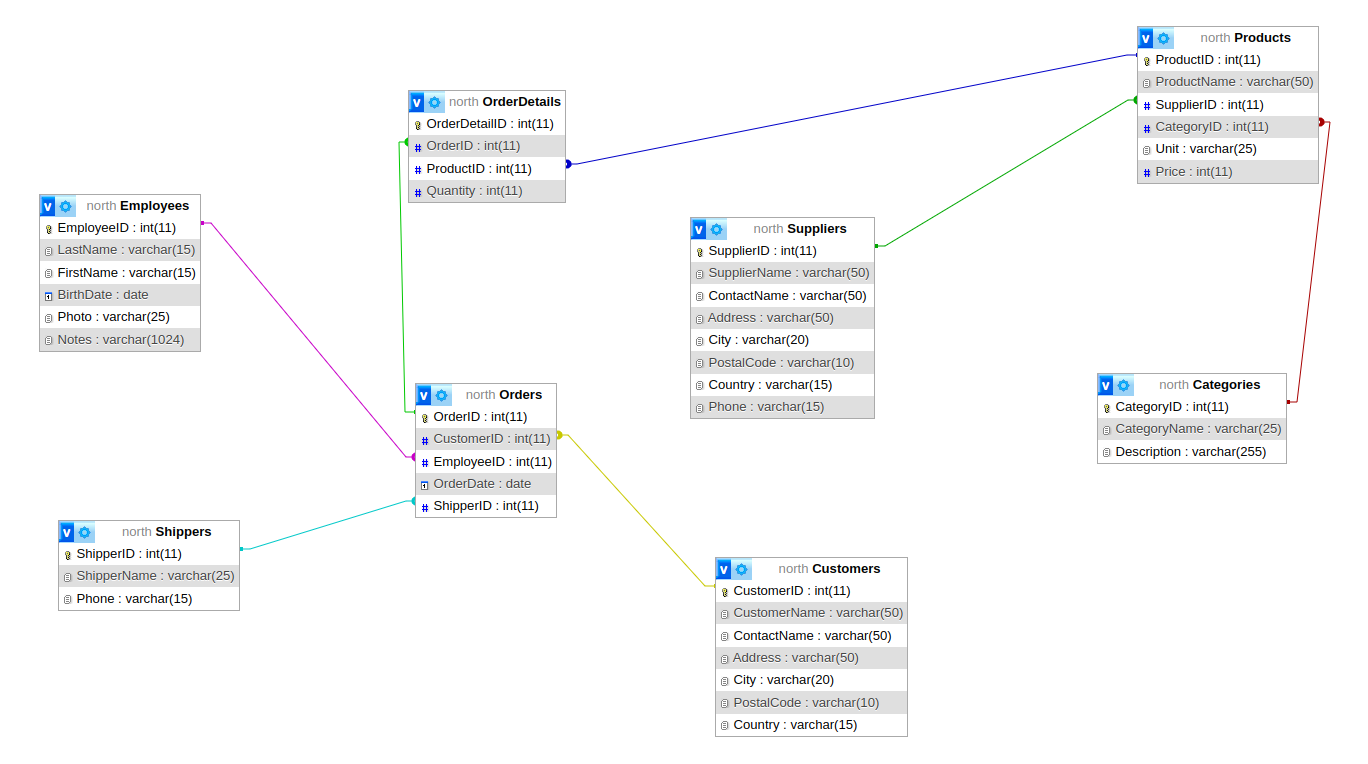 v north Products
ProductID : int(11)
ProductName : varchar(50)
SupplierID : int(11)
CategoryID : int(11)
Unit : varchar(25)
Price : int(11)
v north OrderDetails
OrderDetailID : int(11)
OrderID : int(11)
ProductID : int(11)
Quantity : int(11)
v north Employees
EmployeeID : int(11)
LastName : varchar(15)
FirstName : varchar(15)
BirthDate : date
Photo : varchar(25)
Notes : varchar(1024)
v north Suppliers
SupplierID : int(11)
SupplierName : varchar(50)
ContactName : varchar(50)
Address : varchar(50)
City : varchar(20)
PostalCode : varchar(10)
Country : varchar(15)
Phone : varchar(15)
v north Categories
CategoryID : int(11)
CategoryName : varchar(25)
Description : varchar(255)
v north Orders
OrderID : int(11)
# CustomerID : int(11)
# EmployeeID : int(11)
OrderDate : date
# ShipperID : int(11)
v north Shippers
ShipperID : int(11)
ShipperName : varchar(25)
Phone : varchar(15)
v north Customers
CustomerID : int(11)
CustomerName : varchar(50)
ContactName : varchar(50)
Address : varchar(50)
City : varchar(20)
PostalCode : varchar(10)
Country : varchar(15)